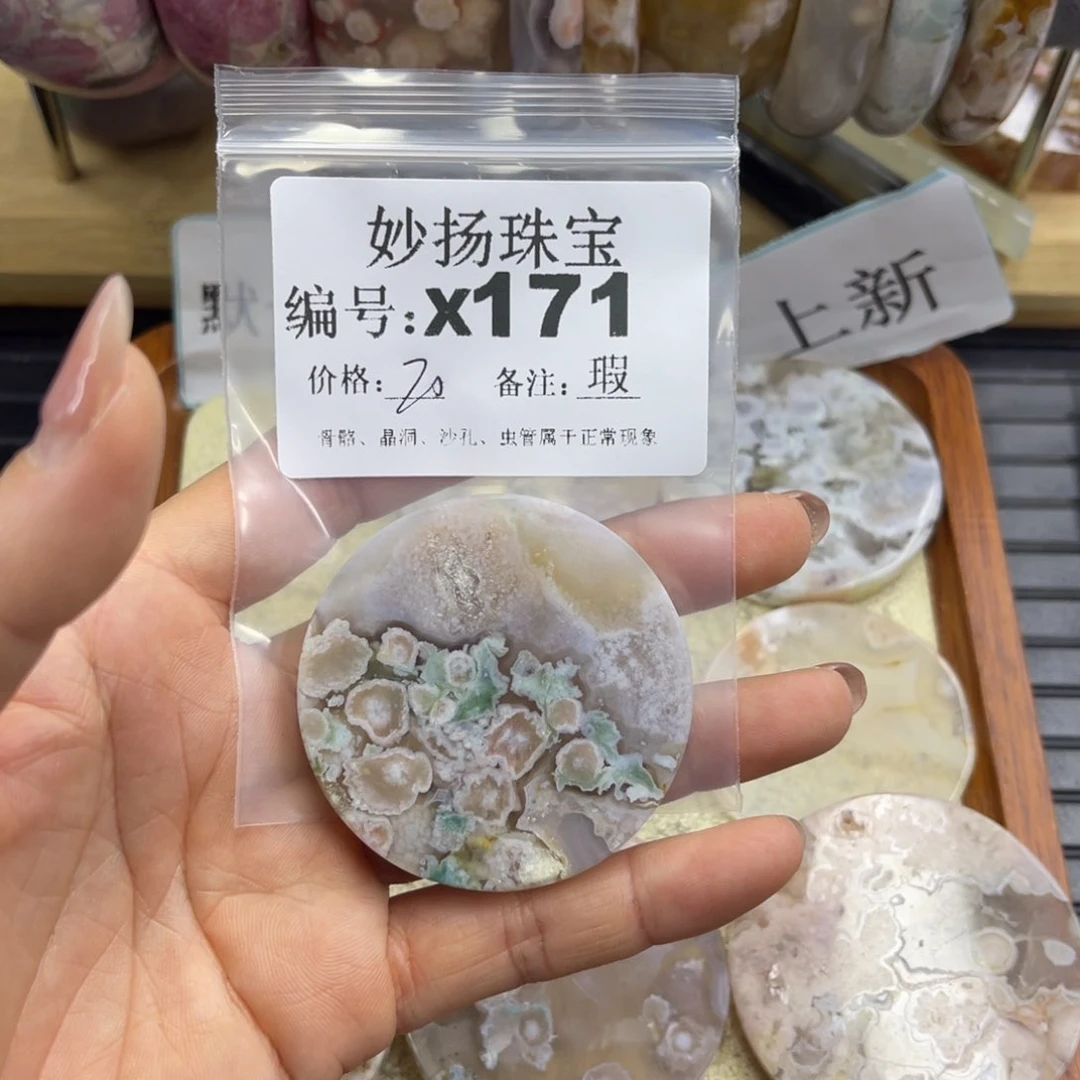 妙扬珠宝
编号:x171
价格:20 备注:瑕
骨骼、晶洞、沙孔、虫管属于正常现象
上新
默